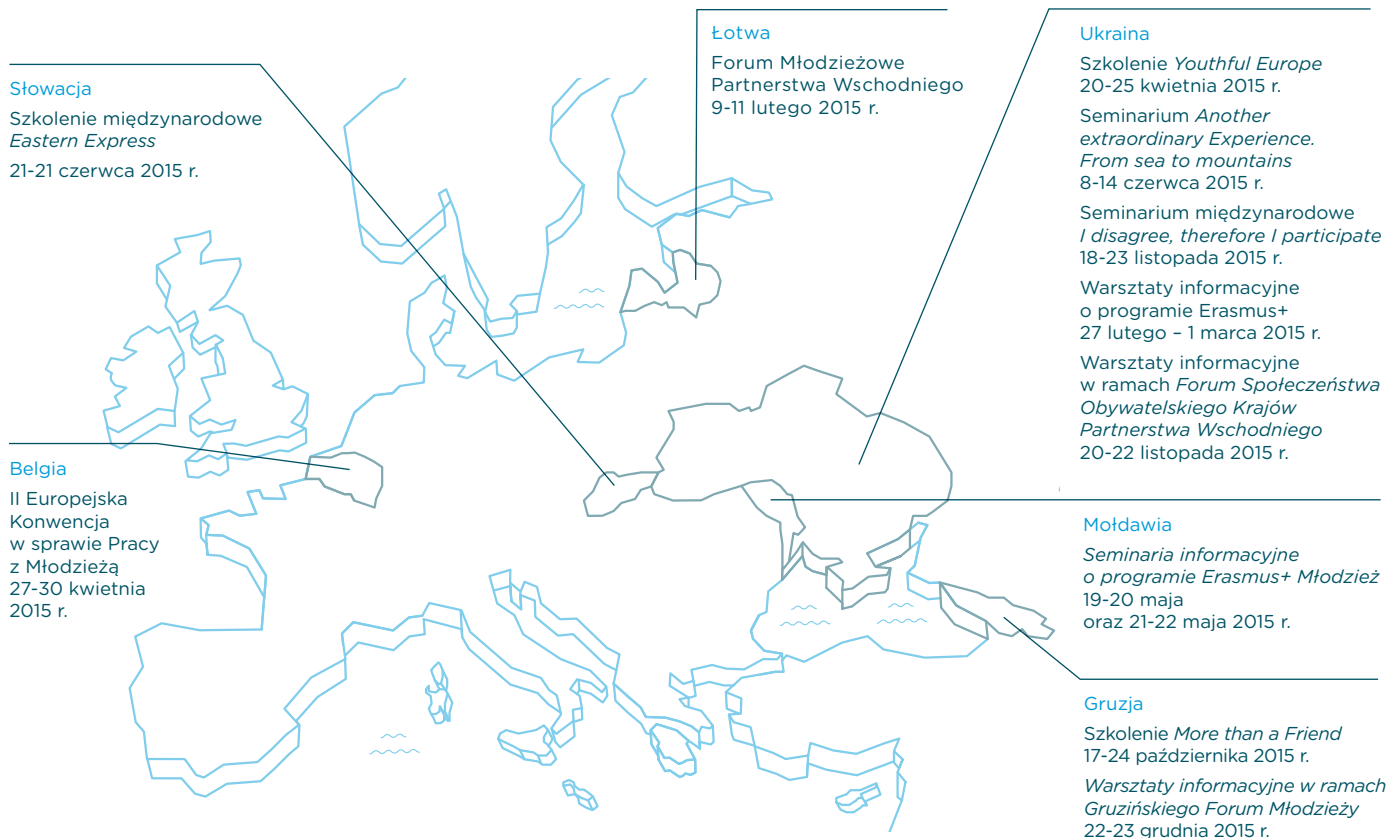 Słowacja
Szkolenie międzynarodowe
Eastern Express
21-21 czerwca 2015 r.
Łotwa
Forum Młodzieżowe
Partnerstwa Wschodniego
9-11 lutego 2015 r.
Ukraina
Szkolenie Youthful Europe
20-25 kwietnia 2015 r.
Seminarium Another
extraordinary Experience.
From sea to mountains
8-14 czerwca 2015 r.
Seminarium międzynarodowe
I disagree, therefore I participate
18-23 listopada 2015 r.
Warsztaty informacyjne
o programie Erasmus+
27 lutego – 1 marca 2015 r.
Warsztaty informacyjne
w ramach Forum Społeczeństwa
Obywatelskiego Krajów
Partnerstwa Wschodniego
20-22 listopada 2015 r.
Belgia
II Europejska
Konwencja
w sprawie Pracy
z Młodzieżą
27-30 kwietnia
2015 r.
Mołdawia
Seminaria informacyjne
o programie Erasmus+ Młodzież
19-20 maja
oraz 21-22 maja 2015 r.
Gruzja
Szkolenie More than a Friend
17-24 października 2015 r.
Warsztaty informacyjne w ramach
Gruzińskiego Forum Młodzieży
22-23 grudnia 2015 r.